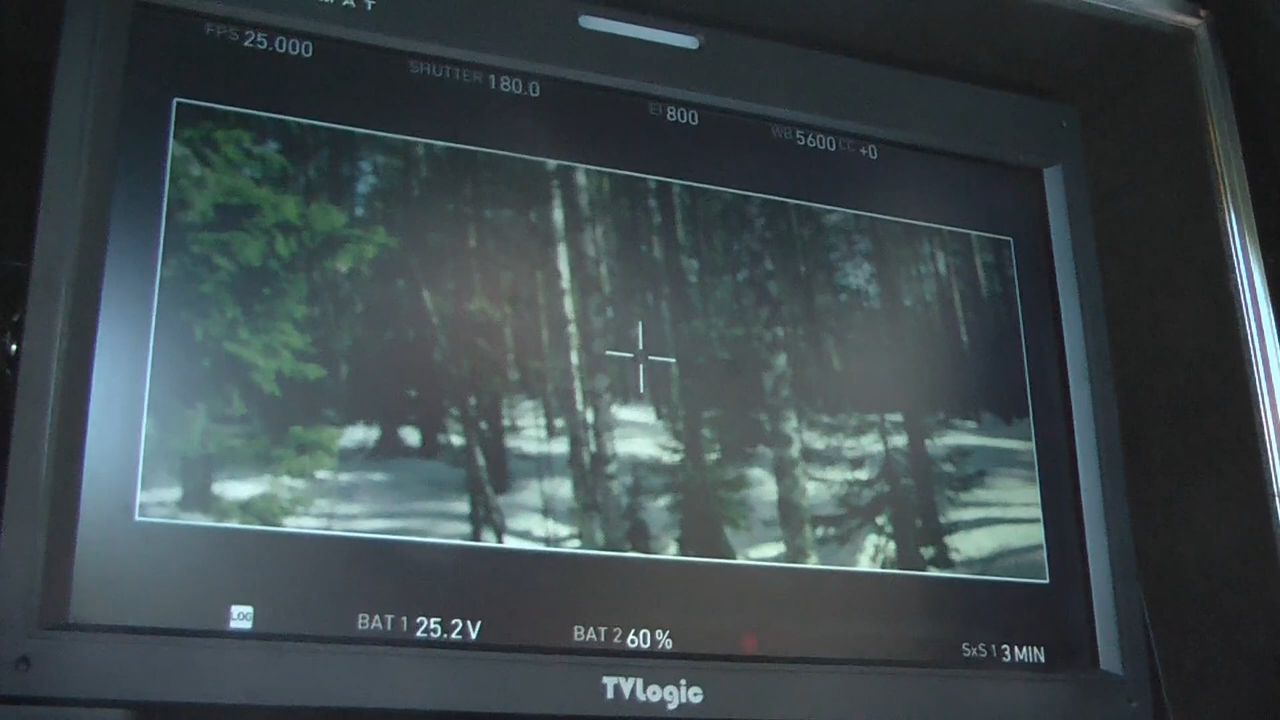 FPS 25.000
SHUTTER 180.0
EI 800
WB 5600 CC +0
LOG
BAT 1 25.2V
BAT 2 60%
SxS 1 3 MIN
TVLogic